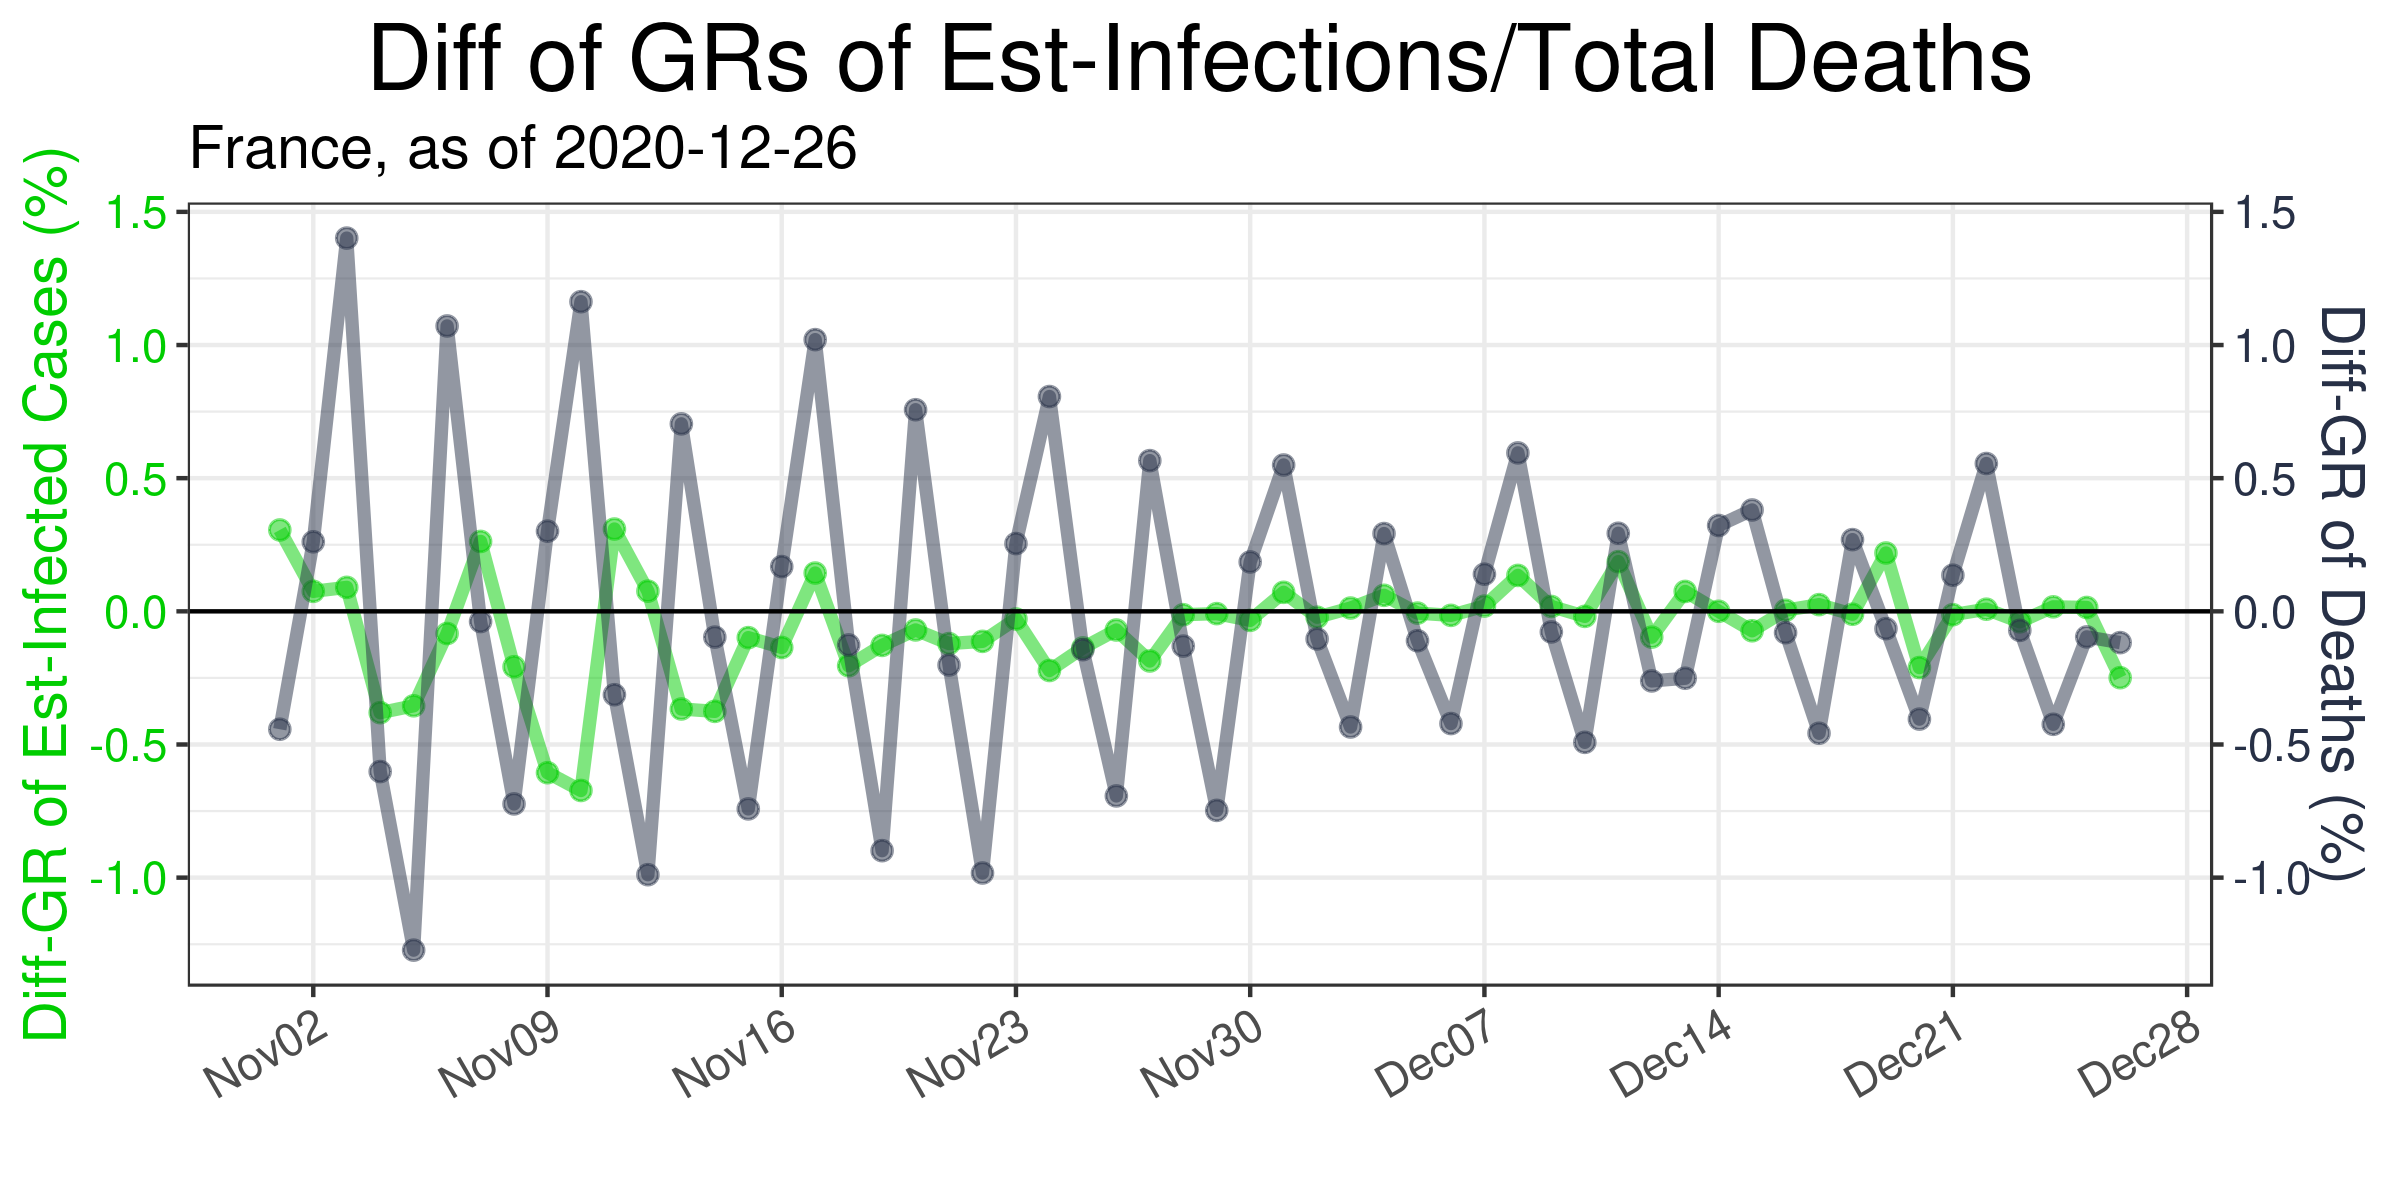 Diff of GRs of Est-Infections/Total Deaths
France, as of 2020-12-26
Diff-GR of Est-Infected Cases (%)
1.5
1.0
0.5
0.0
-0.5
-1.0
1.5
1.0
0.5
0.0
-0.5
-1.0
Diff-GR of Deaths (%)
Nov02
Nov09
Nov16
Nov23
Nov30
Dec07
Dec14
Dec21
Dec28